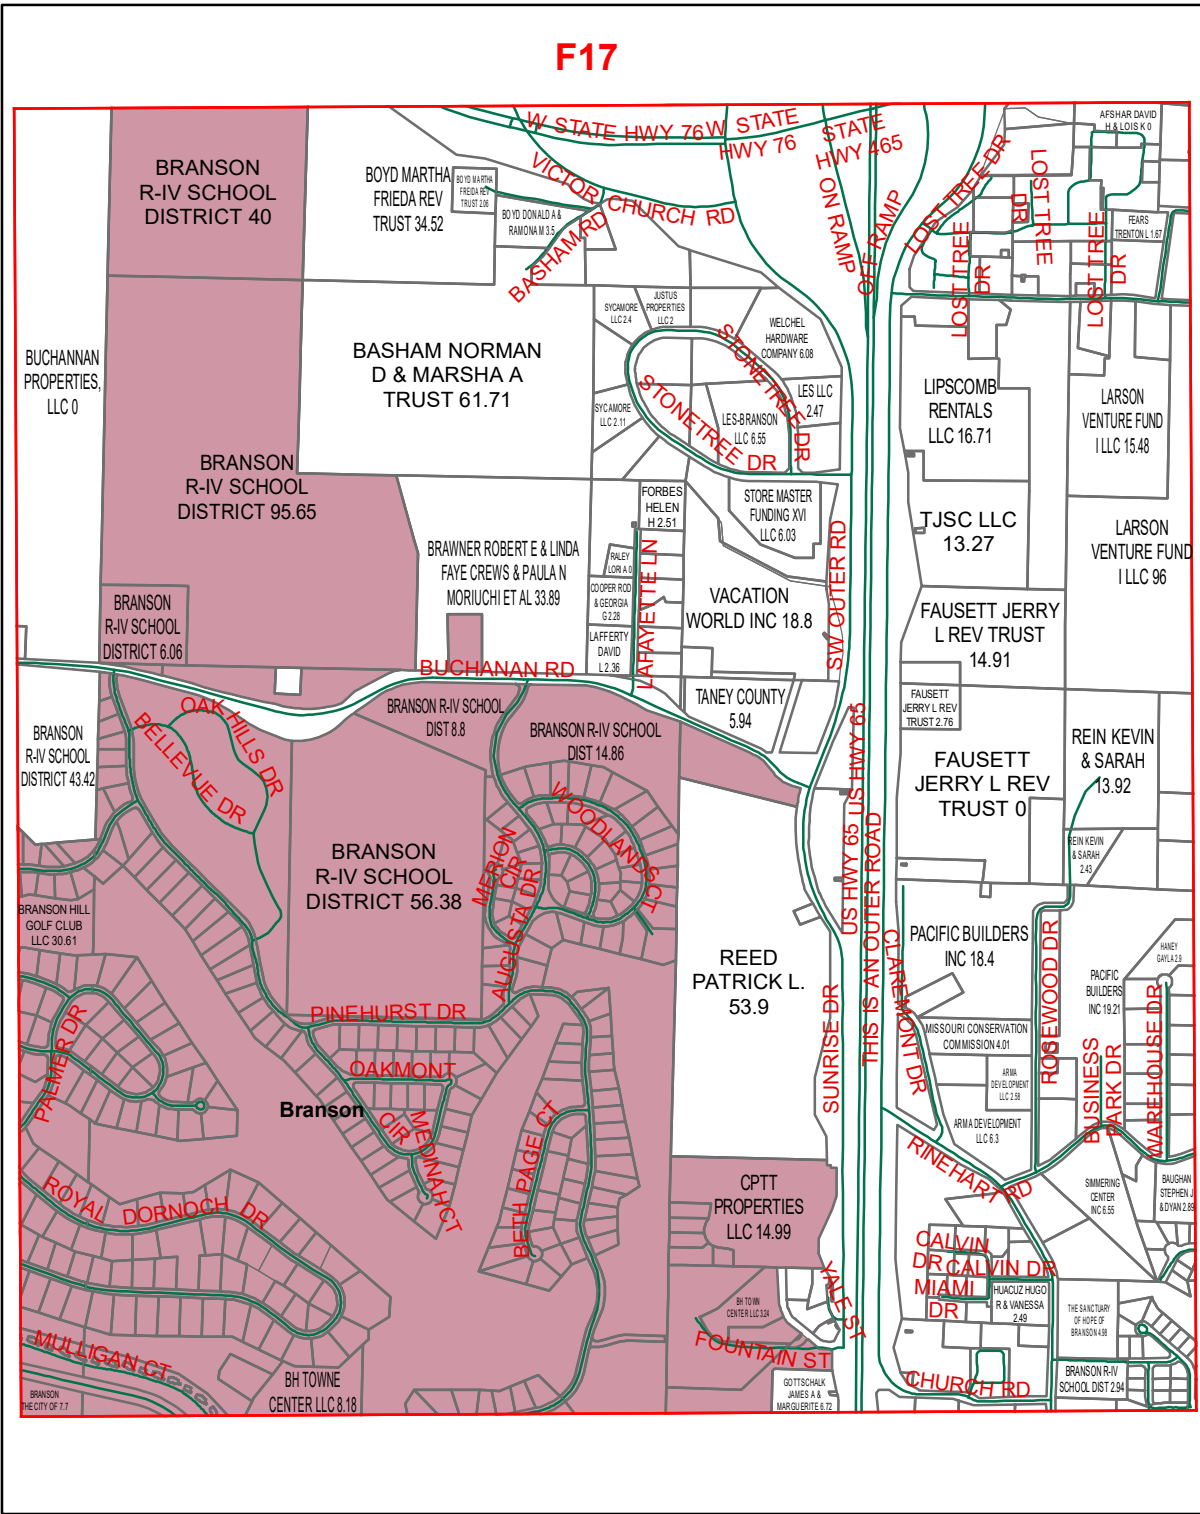 F17
W STATE HWY 76
W STATE
HWY 76
STATE
HWY 465
AFSHAR DAVID
H & LOIS K 0
BRANSON
R-IV SCHOOL
DISTRICT 40
BOYD MARTHA
FRIEDA REV
TRUST 34.52
BOYD MARTHA
FREIDA REV
TRUST 2.06
BOYD DONALD A &
RAMONA M 3.5
VICTOR
CHURCH RD
BASHAM RD
ON RAMP
OFF RAMP
LOST TREE DR
LOST TREE
DR
LOST TREE
DR
LOST TREE
DR
FEARS
TRENTON L 1.67
BUCHANNAN
PROPERTIES,
LLC 0
BASHAM NORMAN
D & MARSHA A
TRUST 61.71
SYCAMORE
LLC 2.4
JUSTUS
PROPERTIES
LLC 2
WELCHEL
HARDWARE
COMPANY 6.08
STONETREE DR
STONETREE DR
LES LLC
2.47
LES-BRANSON
LLC 6.55
SYCAMORE
LLC 2.11
LIPSCOMB
RENTALS
LLC 16.71
LARSON
VENTURE FUND
I LLC 15.48
BRANSON
R-IV SCHOOL
DISTRICT 95.65
FORBES
HELEN
H 2.51
STORE MASTER
FUNDING XVI
LLC 6.03
TJSC LLC
13.27
LARSON
VENTURE FUND
I LLC 96
BRAWNER ROBERT E & LINDA
FAYE CREWS & PAULA N
MORIUCHI ET AL 33.89
RALEY
LORI A 0
COOPER ROD
& GEORGIA
G 2.28
LAFFERTY
DAVID
L 2.36
LAFAYETTE LN
VACATION
WORLD INC 18.8
SW OUTER RD
BRANSON
R-IV SCHOOL
DISTRICT 6.06
FAUSETT JERRY
L REV TRUST
14.91
BUCHANAN RD
TANEY COUNTY
5.94
FAUSETT
JERRY L REV
TRUST 2.76
BRANSON
R-IV SCHOOL
DISTRICT 43.42
OAK HILLS DR
BELLEVUE DR
BRANSON R-IV SCHOOL
DIST 8.8
BRANSON R-IV SCHOOL
DIST 14.86
US HWY 65
US HWY 65
FAUSETT
JERRY L REV
TRUST 0
REIN KEVIN
& SARAH
13.92
REIN KEVIN
& SARAH
2.43
WOODLANDS CT
MERION
CIR
AUGUSTA DR
BRANSON
R-IV SCHOOL
DISTRICT 56.38
BRANSON HILL
GOLF CLUB
LLC 30.61
REED
PATRICK L.
53.9
THIS IS AN OUTER ROAD
CLAREMONT DR
PACIFIC BUILDERS
INC 18.4
ROSEWOOD DR
PACIFIC
BUILDERS
INC 19.21
HANEY
GAYLA 2.9
PINEHURST DR
PALMER DR
SUNRISE DR
MISSOURI CONSERVATION
COMMISSION 4.01
BUSINESS
PARK DR
WAREHOUSE DR
OAKMONT
CIR
Branson
MEDINAH CT
BETH PAGE CT
ARMA
DEVELOPMENT
LLC 2.58
ARMA DEVELOPMENT
LLC 6.3
RINEHART RD
ROYAL DORNOCH DR
CPTT
PROPERTIES
LLC 14.99
SIMMERING
CENTER
INC 6.55
BAUGHAN
STEPHEN J
& DYAN 2.89
CALVIN
DR
CALVIN DR
MIAMI
DR
HUACUZ HUGO
R & VANESSA
2.49
YALE ST
BH TOWN
CENTER LLC 3.24
THE SANCTUARY
OF HOPE OF
BRANSON 4.98
MULLIGAN CT
FOUNTAIN ST
BRANSON
THE CITY OF 7.7
BH TOWNE
CENTER LLC 8.18
GOTTSCHALK
JAMES A &
MARGUERITE 6.72
CHURCH RD
BRANSON R-IV
SCHOOL DIST 2.94